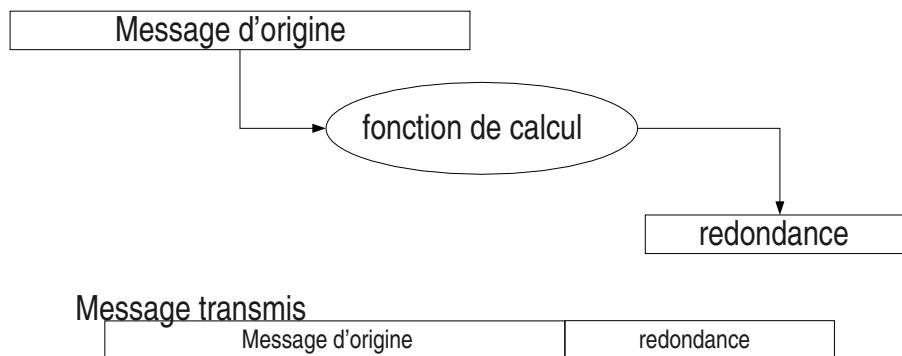 Message d'origine
fonction de calcul
redondance
Message transmis
Message d'origine redondance